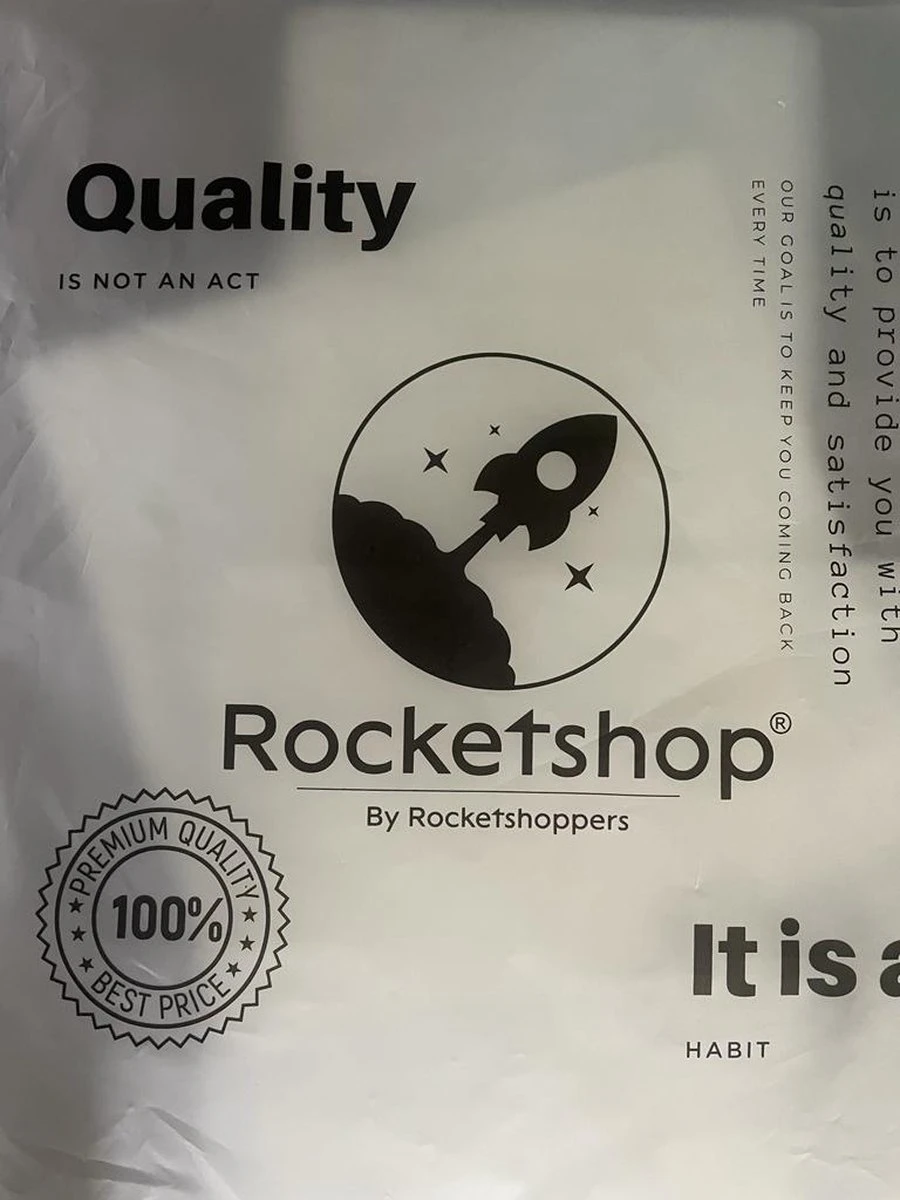 Quality
IS NOT AN ACT
is to provide you with
quality and satisfaction
OUR GOAL IS TO KEEP YOU COMING BACK
EVERY TIME
Rocketshop®
By Rocketshoppers
PREMIUM QUALITY
100%
BEST PRICE
It is a
HABIT